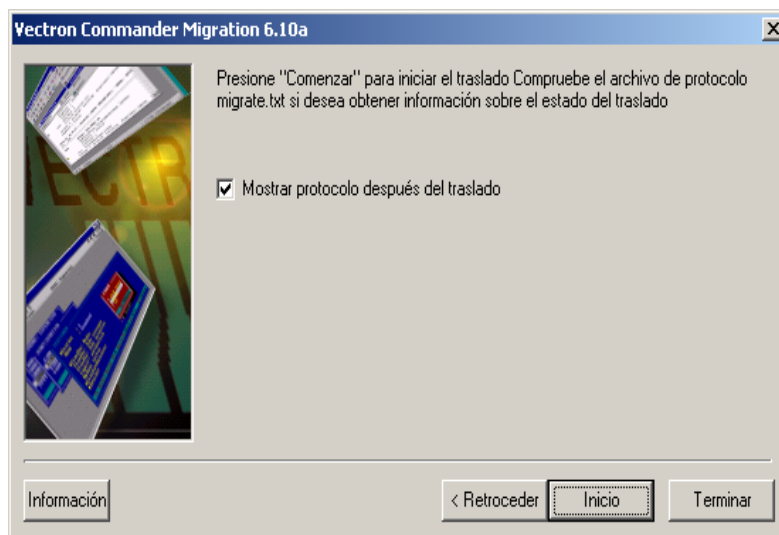 Vectron Commander Migration 6.10a
Presione "Comenzar" para iniciar el traslado Compruebe el archivo de protocolo
migrate.txt si desea obtener información sobre el estado del traslado
Mostrar protocolo después del traslado
Información
< Retroceder
Inicio
Terminar